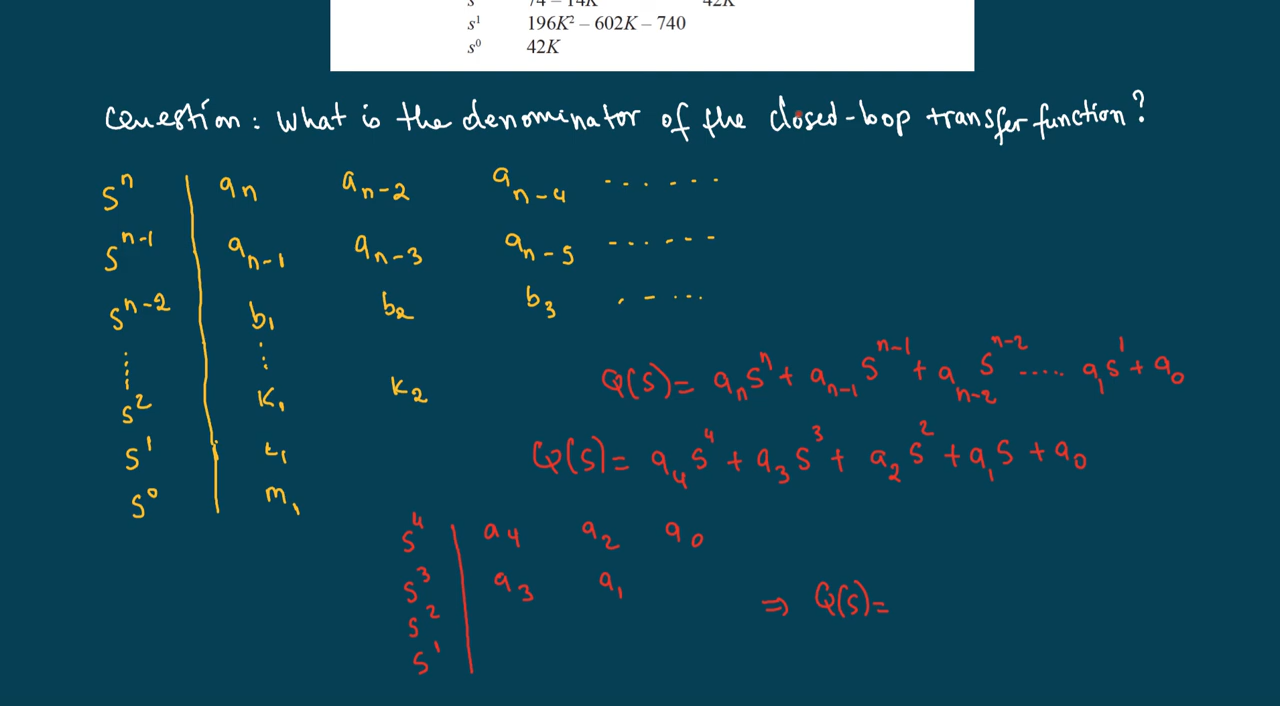 s¹ 196K² – 602K – 740
s⁰ 42K
Question: What is the denominator of the closed-loop transfer function?
Sⁿ aₙ aₙ₋₂ aₙ₋₄ .......
Sⁿ⁻¹ aₙ₋₁ aₙ₋₃ aₙ₋₅ .......
Sⁿ⁻² b₁ b₂ b₃ .....
⋮ ⋮
S² K₁ K₂
S¹ L₁
S⁰ m₁
Q(S) = aₙSⁿ + aₙ₋₁Sⁿ⁻¹ + aₙ₋₂Sⁿ⁻² ..... a₁S¹ + a₀
Q(S) = a₄S⁴ + a₃S³ + a₂S² + a₁S + a₀
S⁴ a₄ a₂ a₀
S³ a₃ a₁
S²
S¹
⇒ Q(S) =